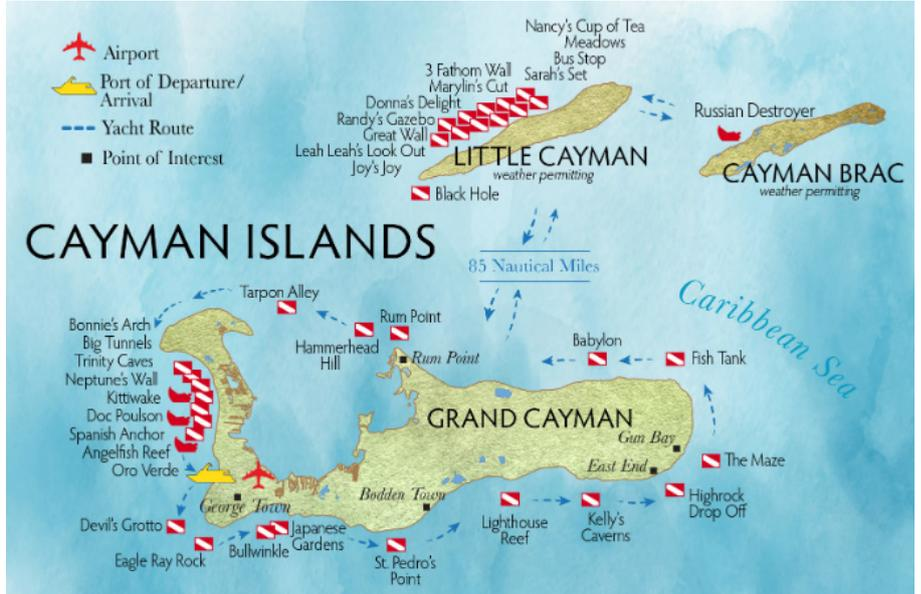 Airport
Port of Departure/
Arrival
Yacht Route
Point of Interest
Nancy's Cup of Tea
Meadows
Bus Stop
Sarah's Set
3 Fathom Wall
Marylin's Cut
Donna's Delight
Randy's Gazebo
Great Wall
Leah Leah's Look Out
Joy's Joy
LITTLE CAYMAN
weather permitting
Black Hole
Russian Destroyer
CAYMAN BRAC
weather permitting
CAYMAN ISLANDS
85 Nautical Miles
Caribbean Sea
Tarpon Alley
Hammerhead
Hill
Rum Point
Rum Point
Babylon
Fish Tank
Bonnie's Arch
Big Tunnels
Trinity Caves
Neptune's Wall
Kittiwake
Doc Poulson
Spanish Anchor
Angelfish Reef
Oro Verde
GRAND CAYMAN
Gun Bay
East End
The Maze
Highrock
Drop Off
Bodden Town
George Town
Devil's Grotto
Eagle Ray Rock
Bullwinkle
Japanese
Gardens
St. Pedro's
Point
Lighthouse
Reef
Kelly's
Caverns